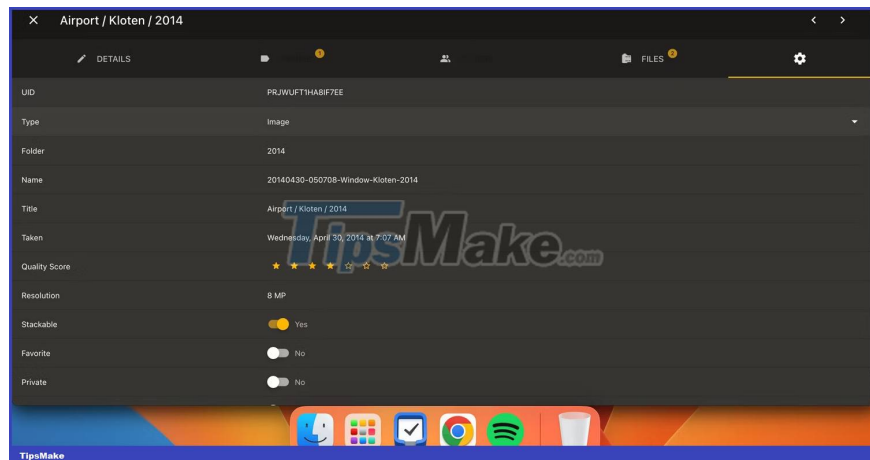 Airport / Kloten / 2014
DETAILS
1
FILES
UID PRJWUFT1HA8IF7EE
Type Image
Folder 2014
Name 20140430-050708-Window-Kloten-2014
Title Airport / Kloten / 2014
Taken Wednesday, April 30, 2014 at 7:07 AM
TipsMake.com
Quality Score
Resolution 8 MP
Stackable Yes
Favorite No
Private No
TipsMake